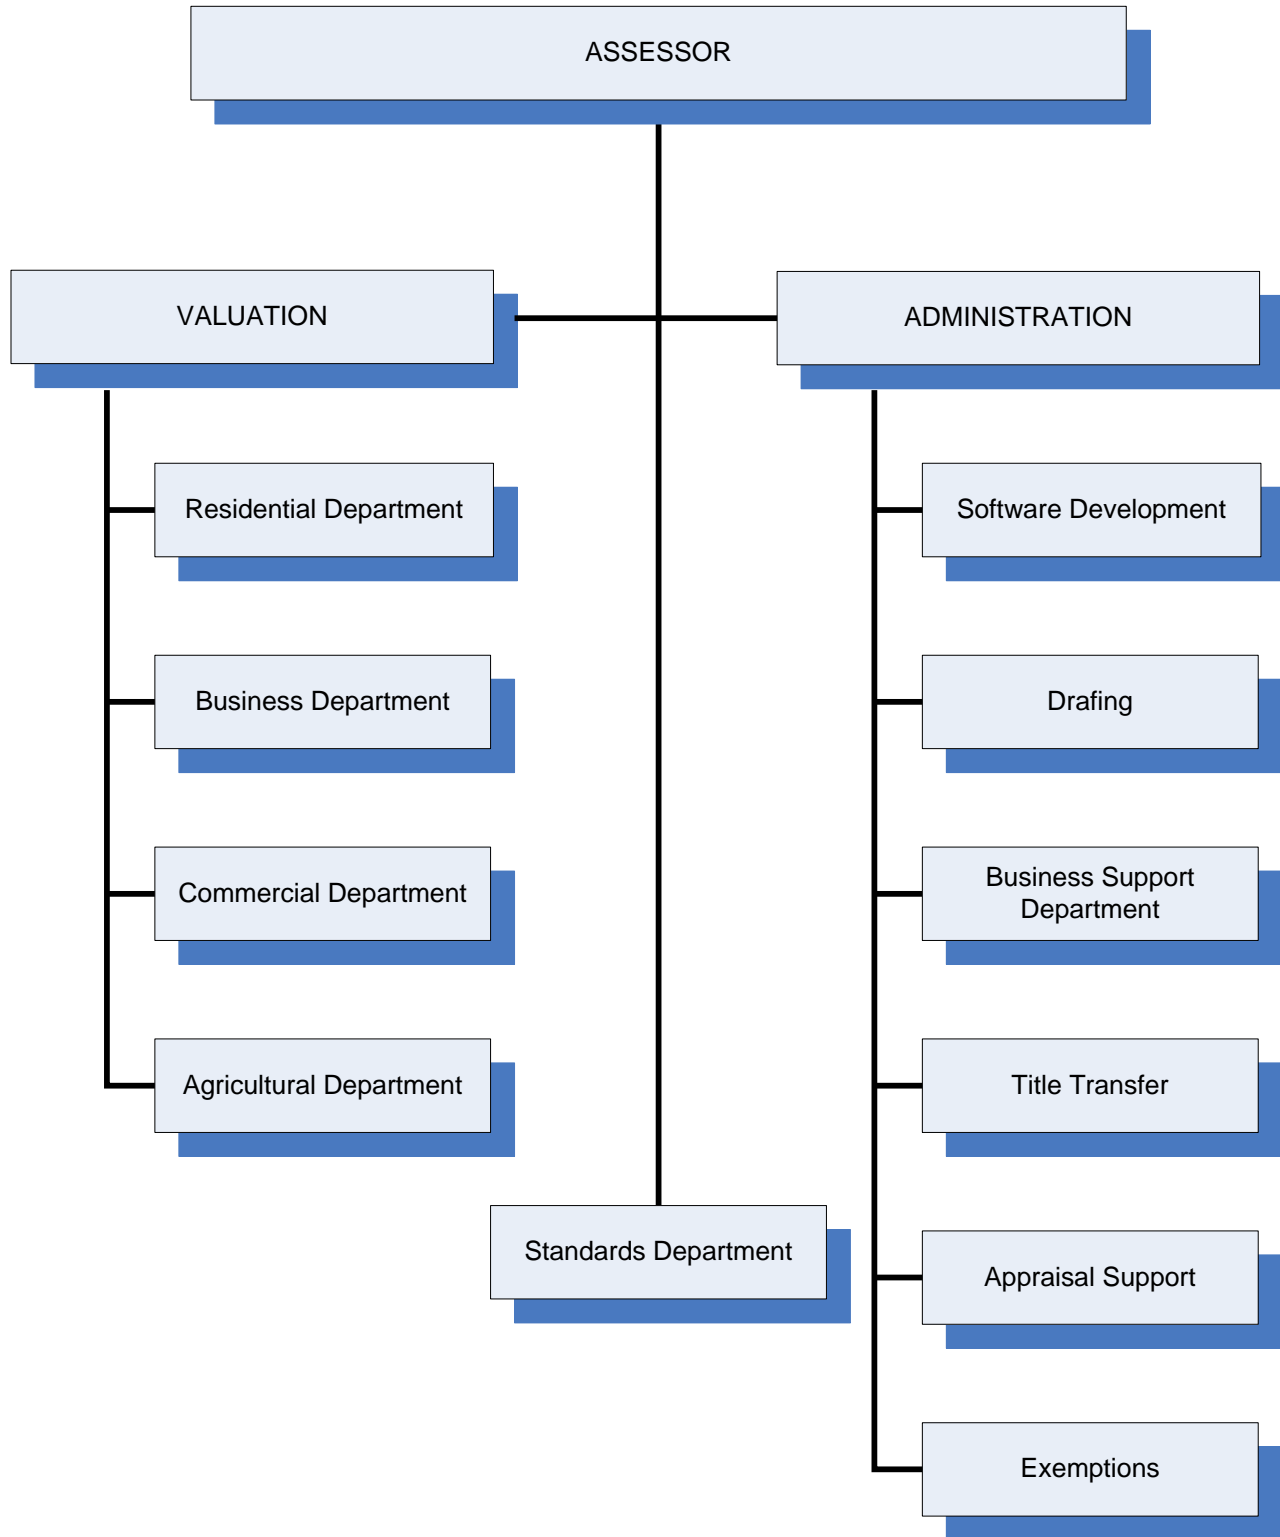 ASSESSOR
VALUATION
ADMINISTRATION
Residential Department
Software Development
Business Department
Drafing
Commercial Department
Business Support
Department
Agricultural Department
Title Transfer
Standards Department
Appraisal Support
Exemptions